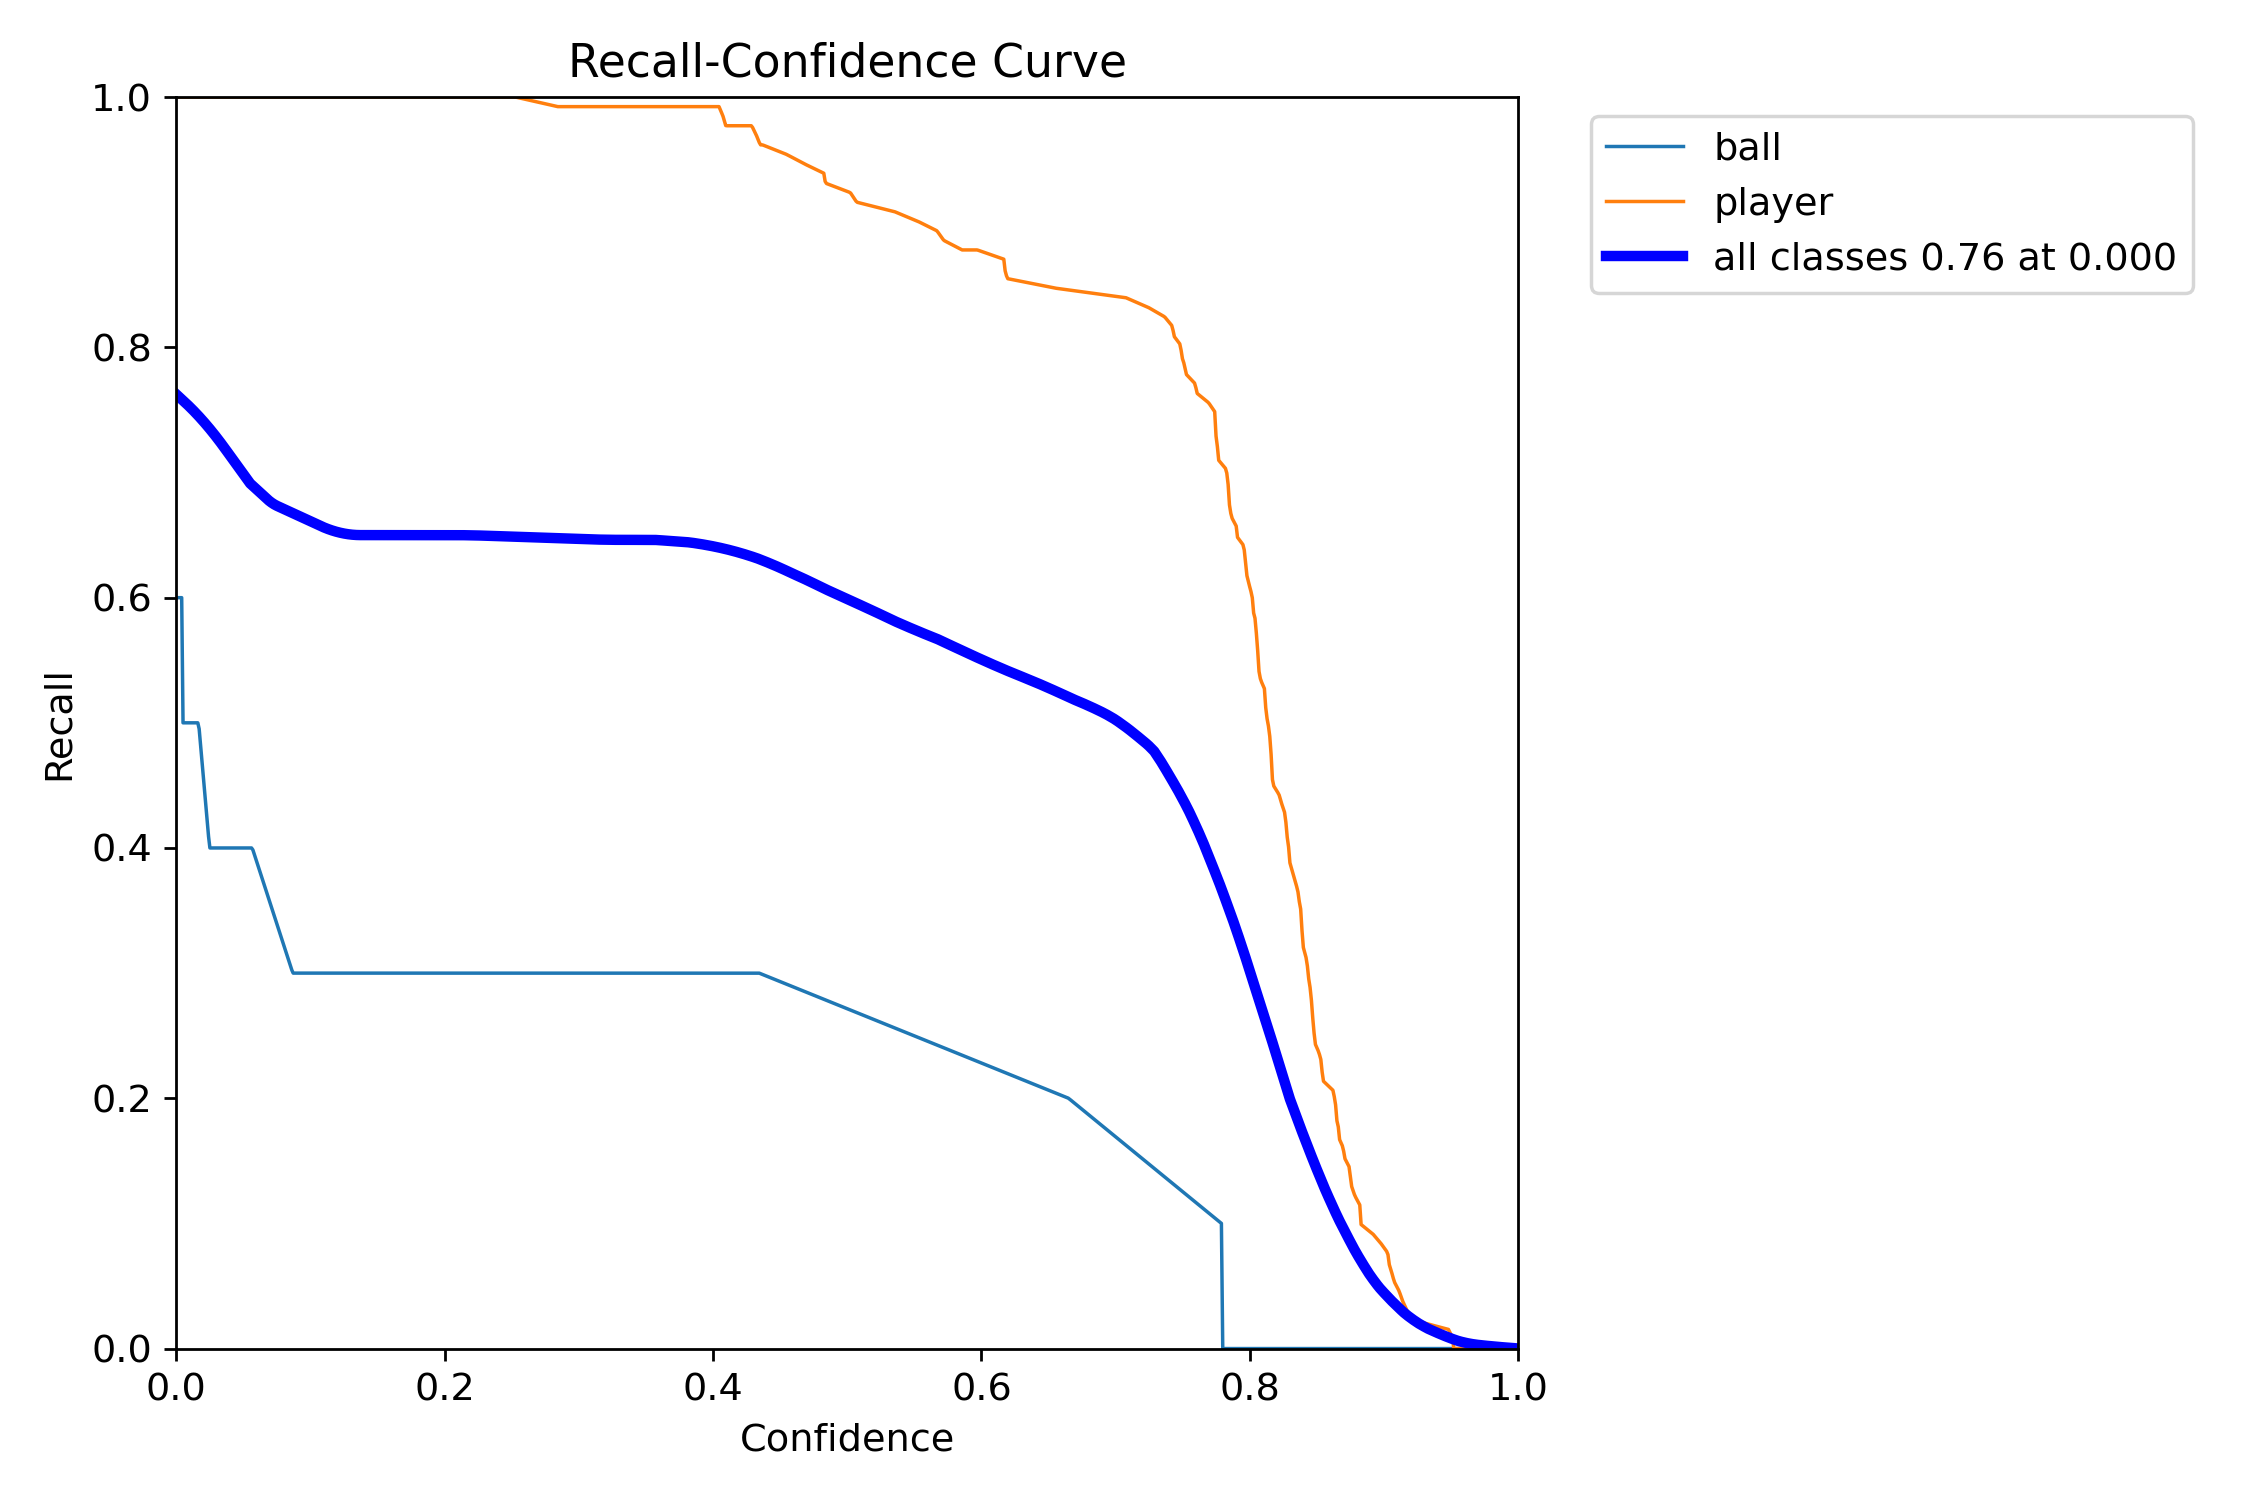 Recall-Confidence Curve
1.0
0.8
0.6
0.4
0.2
0.0
Recall
0.0 0.2 0.4 0.6 0.8 1.0
Confidence
ball
player
all classes 0.76 at 0.000